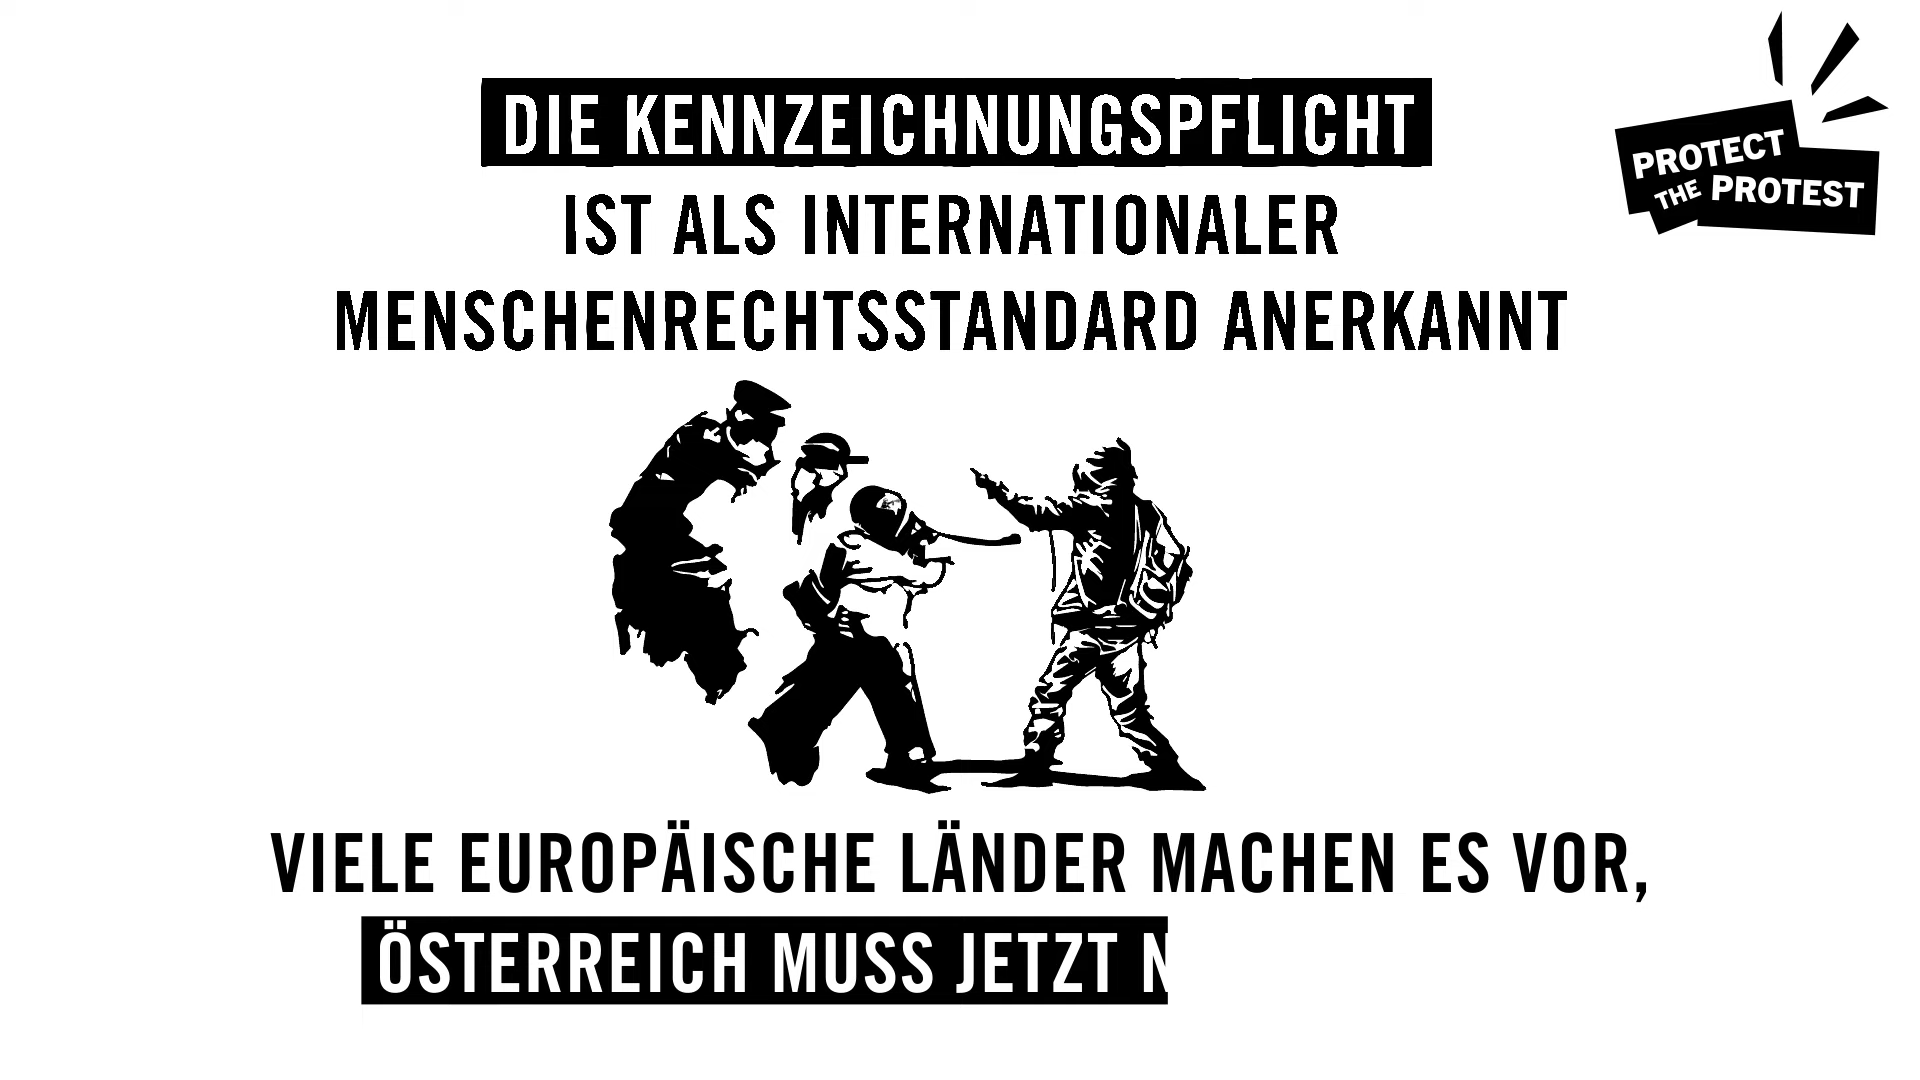 DIE KENNZEICHNUNGSPFLICHT
IST ALS INTERNATIONALER
MENSCHENRECHTSSTANDARD ANERKANNT
PROTECT
THE PROTEST
VIELE EUROPÄISCHE LÄNDER MACHEN ES VOR,
ÖSTERREICH MUSS JETZT